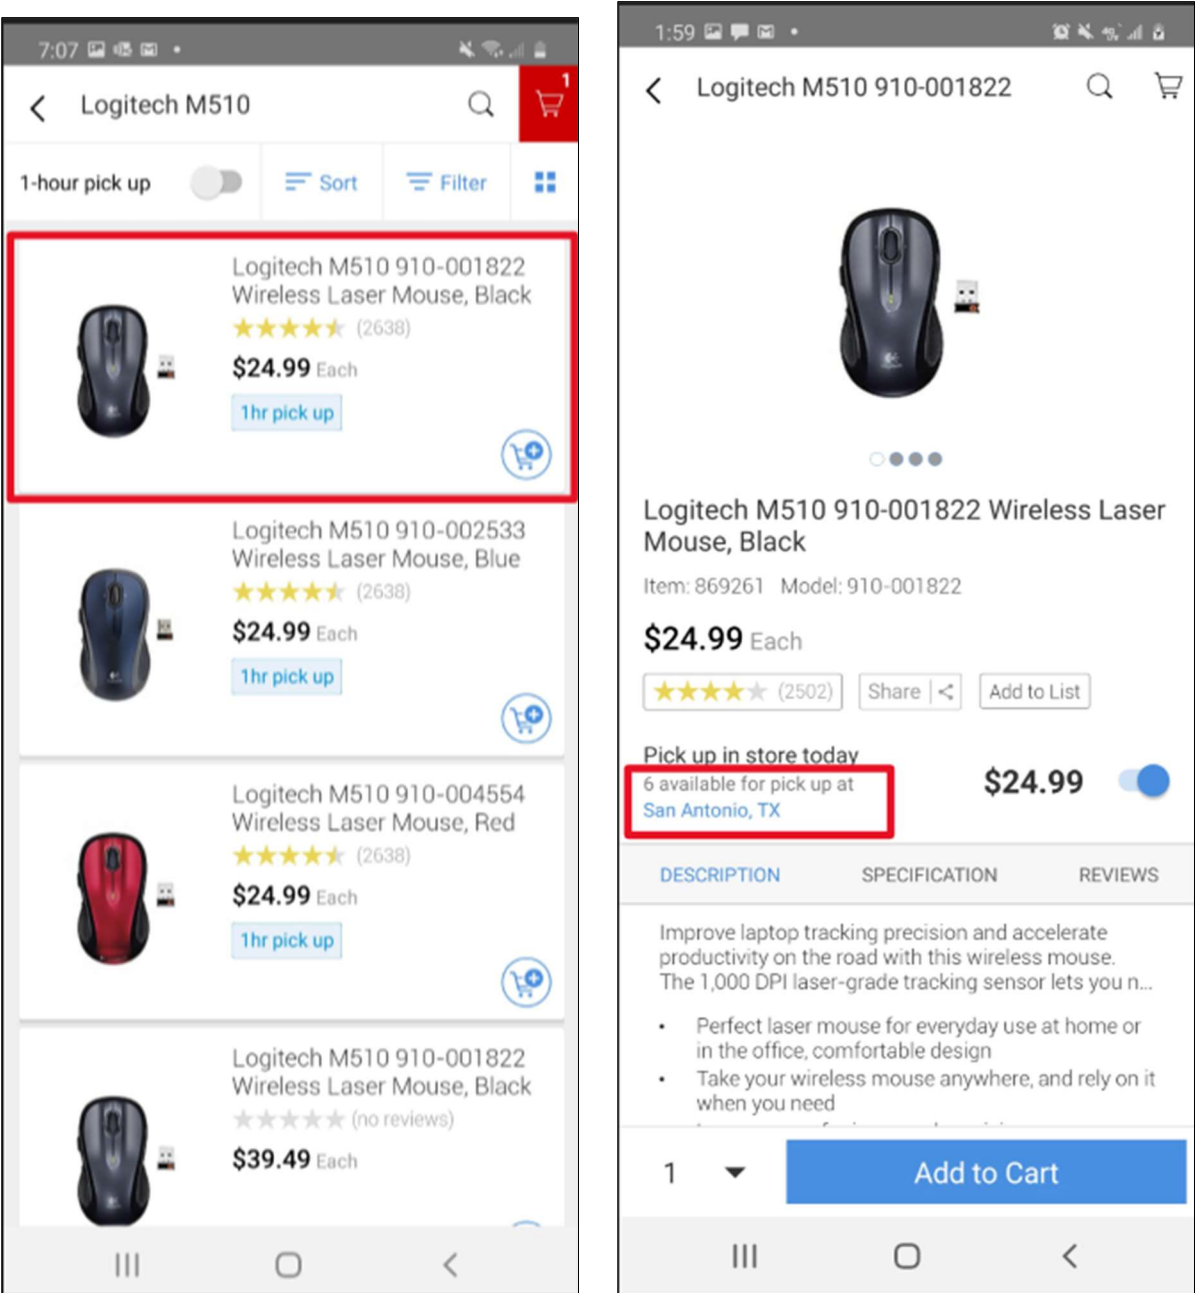 7:07
Logitech M510
1
1-hour pick up
Sort
Filter
Logitech M510 910-001822
Wireless Laser Mouse, Black
(2638)
$24.99 Each
1hr pick up
Logitech M510 910-002533
Wireless Laser Mouse, Blue
(2638)
$24.99 Each
1hr pick up
Logitech M510 910-004554
Wireless Laser Mouse, Red
(2638)
$24.99 Each
1hr pick up
Logitech M510 910-001822
Wireless Laser Mouse, Black
(no reviews)
$39.49 Each
1:59
Logitech M510 910-001822
Logitech M510 910-001822 Wireless Laser
Mouse, Black
Item: 869261 Model: 910-001822
$24.99 Each
(2502)
Share
Add to List
Pick up in store today
6 available for pick up at
San Antonio, TX
$24.99
DESCRIPTION
SPECIFICATION
REVIEWS
Improve laptop tracking precision and accelerate
productivity on the road with this wireless mouse.
The 1,000 DPI laser-grade tracking sensor lets you n...
• Perfect laser mouse for everyday use at home or
in the office, comfortable design
• Take your wireless mouse anywhere, and rely on it
when you need
1
Add to Cart